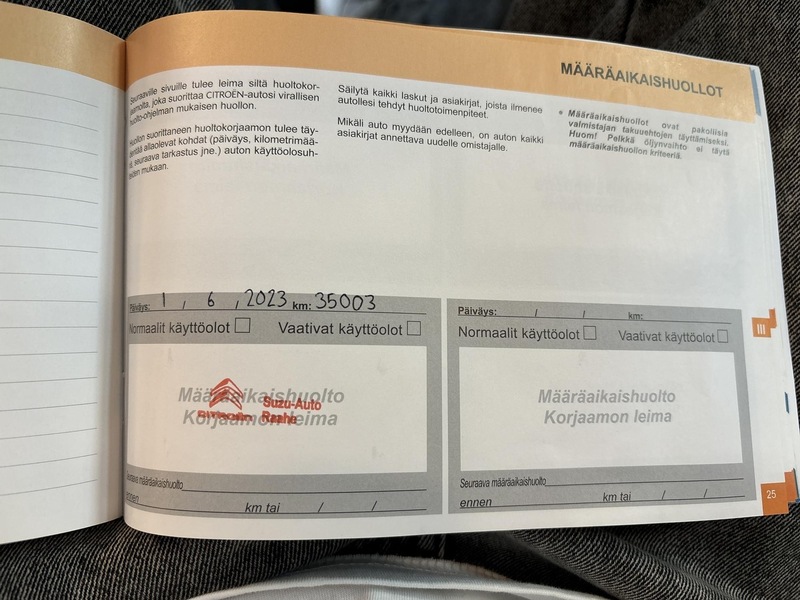 MÄÄRÄAIKAISHUOLLOT
Seuraaville sivuille tulee leima siltä huoltokor-
jaamolta, joka suorittaa CITROËN-autosi virallisen
huolto-ohjelman mukaisen huollon.
Huollon suorittaneen huoltokorjaamon tulee täy-
dentää allaolevat kohdat (päiväys, kilometrimää-
rä, seuraava tarkastus jne.) auton käyttöolosuh-
teiden mukaan.
Säilytä kaikki laskut ja asiakirjat, joista ilmenee
autollesi tehdyt huoltotoimenpiteet.
Mikäli auto myydään edelleen, on auton kaikki
asiakirjat annettava uudelle omistajalle.
• Määräaikaishuollot ovat pakollisia
valmistajan takuuehtojen täyttämiseksi.
Huom! Pelkkä öljynvaihto ei täytä
määräaikaishuollon kriteeriä.
Päiväys: 1 , 6 , 2023 km: 35003
Normaalit käyttöolot Vaativat käyttöolot
Määräaikaishuolto
Korjaamon leima
CITROËN Suzu-Auto
Raahe
Seuraava määräaikaishuolto
ennen km tai / /
Päiväys: / / km:
Normaalit käyttöolot Vaativat käyttöolot
Määräaikaishuolto
Korjaamon leima
Seuraava määräaikaishuolto
ennen km tai / /
III
25